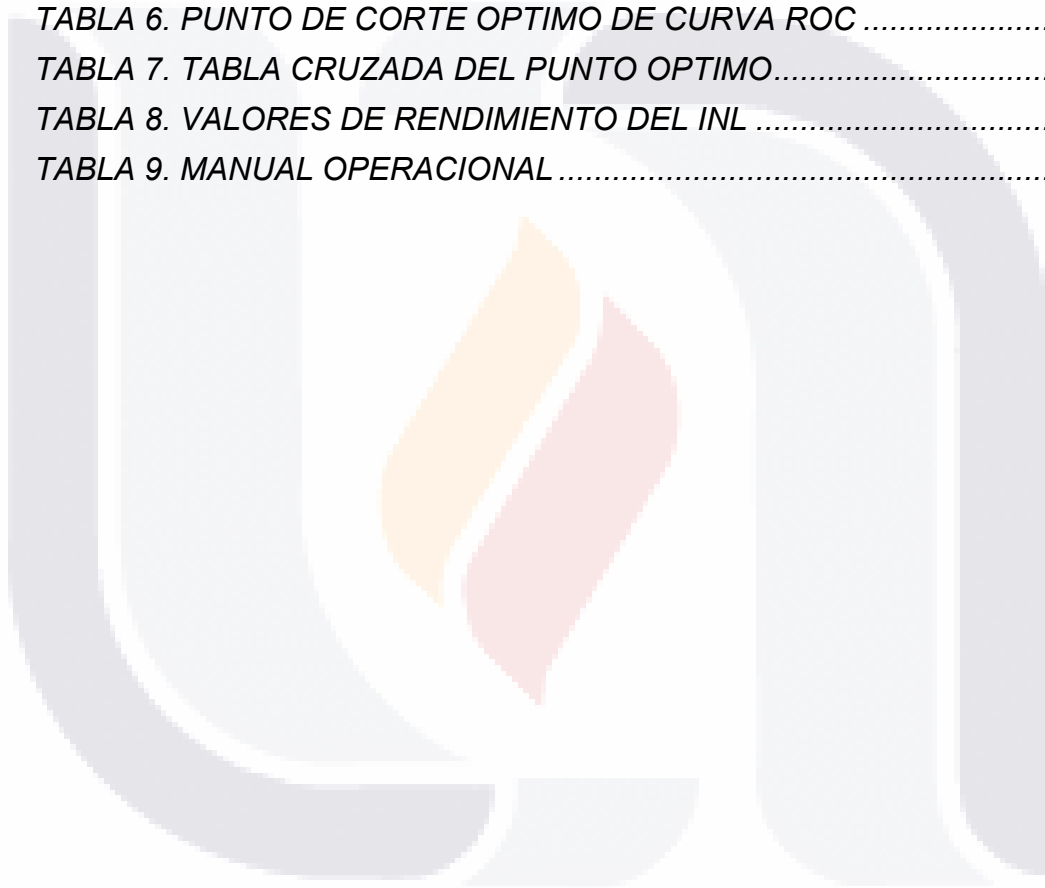 TABLA 6. PUNTO DE CORTE OPTIMO DE CURVA ROC ....................
TABLA 7. TABLA CRUZADA DEL PUNTO OPTIMO..............................
TABLA 8. VALORES DE RENDIMIENTO DEL INL ................................
TABLA 9. MANUAL OPERACIONAL ......................................................